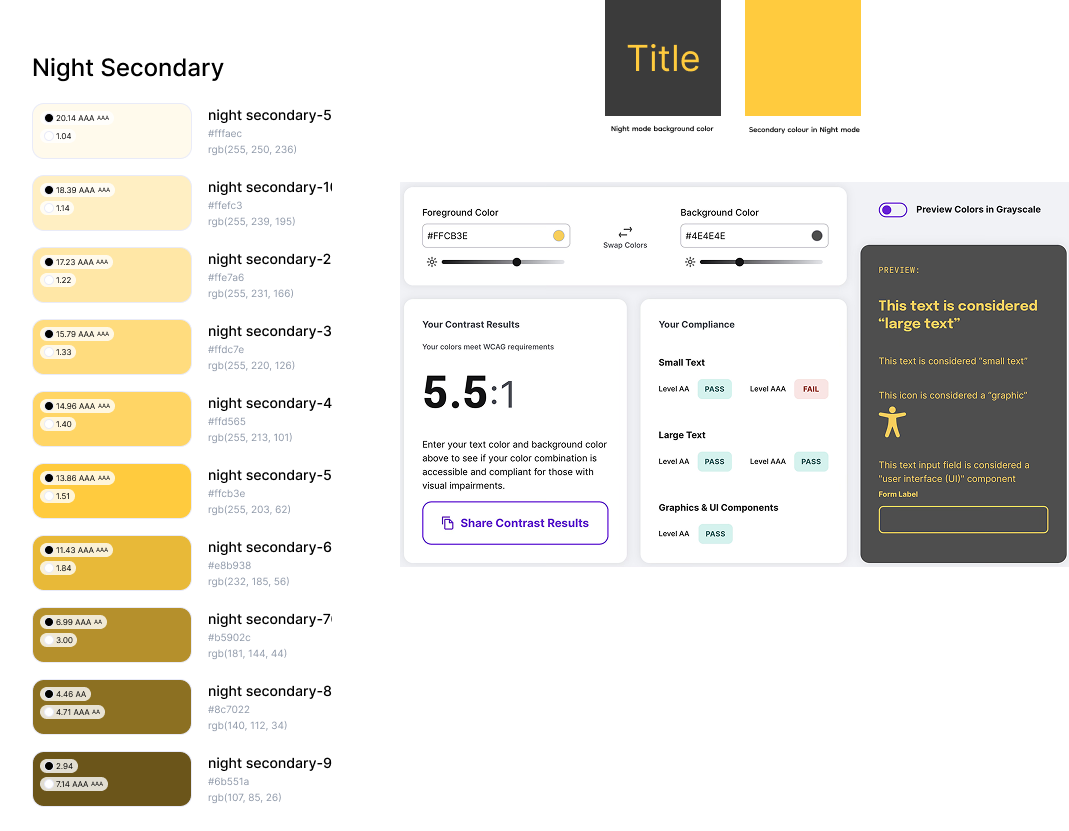 Title
Night mode background color
Secondary colour in Night mode
Night Secondary
20.14 AAA AAA
1.04
night secondary-5
#fffaec
rgb(255, 250, 236)
18.39 AAA AAA
1.14
night secondary-10
#ffefc3
rgb(255, 239, 195)
17.23 AAA AAA
1.22
night secondary-2
#ffe7a6
rgb(255, 231, 166)
15.79 AAA AAA
1.33
night secondary-3
#ffdc7e
rgb(255, 220, 126)
14.96 AAA AAA
1.40
night secondary-4
#ffd565
rgb(255, 213, 101)
13.86 AAA AAA
1.51
night secondary-5
#ffcb3e
rgb(255, 203, 62)
11.43 AAA AAA
1.84
night secondary-6
#e8b938
rgb(232, 185, 56)
6.99 AAA AA
3.00
night secondary-70
#b5902c
rgb(181, 144, 44)
4.46 AA
4.71 AAA AA
night secondary-8
#8c7022
rgb(140, 112, 34)
2.94
7.14 AAA AAA
night secondary-9
#6b551a
rgb(107, 85, 26)
Foreground Color
#FFCB3E
Swap Colors
Background Color
#4E4E4E
Preview Colors in Grayscale
Your Contrast Results
Your colors meet WCAG requirements
5.5:1
Enter your text color and background color
above to see if your color combination is
accessible and compliant for those with
visual impairments.
Share Contrast Results
Your Compliance
Small Text
Level AA PASS Level AAA FAIL
Large Text
Level AA PASS Level AAA PASS
Graphics & UI Components
Level AA PASS
PREVIEW:
This text is considered
“large text”
This text is considered “small text”
This icon is considered a “graphic”
This text input field is considered a
"user interface (UI)" component
Form Label